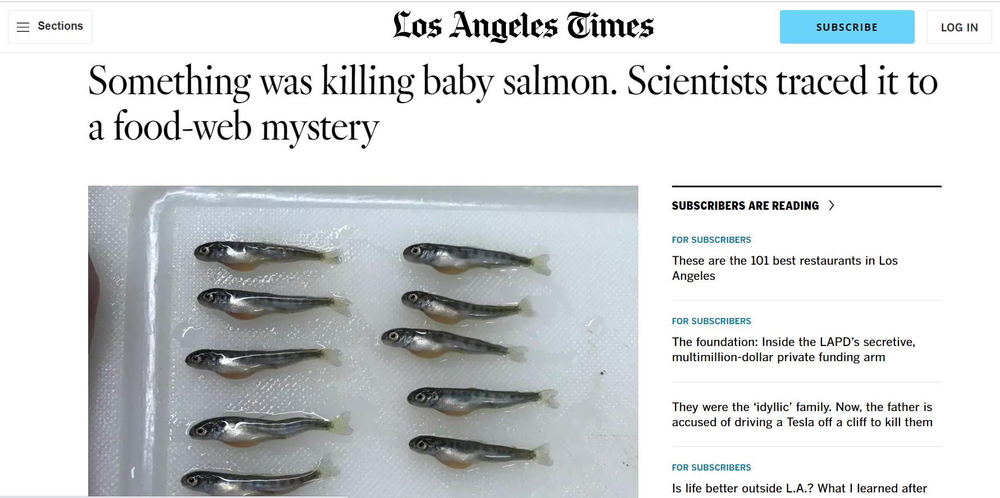 Sections
Los Angeles Times
SUBSCRIBE
LOG IN
Something was killing baby salmon. Scientists traced it to
a food-web mystery
SUBSCRIBERS ARE READING
FOR SUBSCRIBERS
These are the 101 best restaurants in Los
Angeles
FOR SUBSCRIBERS
The foundation: Inside the LAPD’s secretive,
multimillion-dollar private funding arm
They were the ‘idyllic’ family. Now, the father is
accused of driving a Tesla off a cliff to kill them
FOR SUBSCRIBERS
Is life better outside L.A.? What I learned after